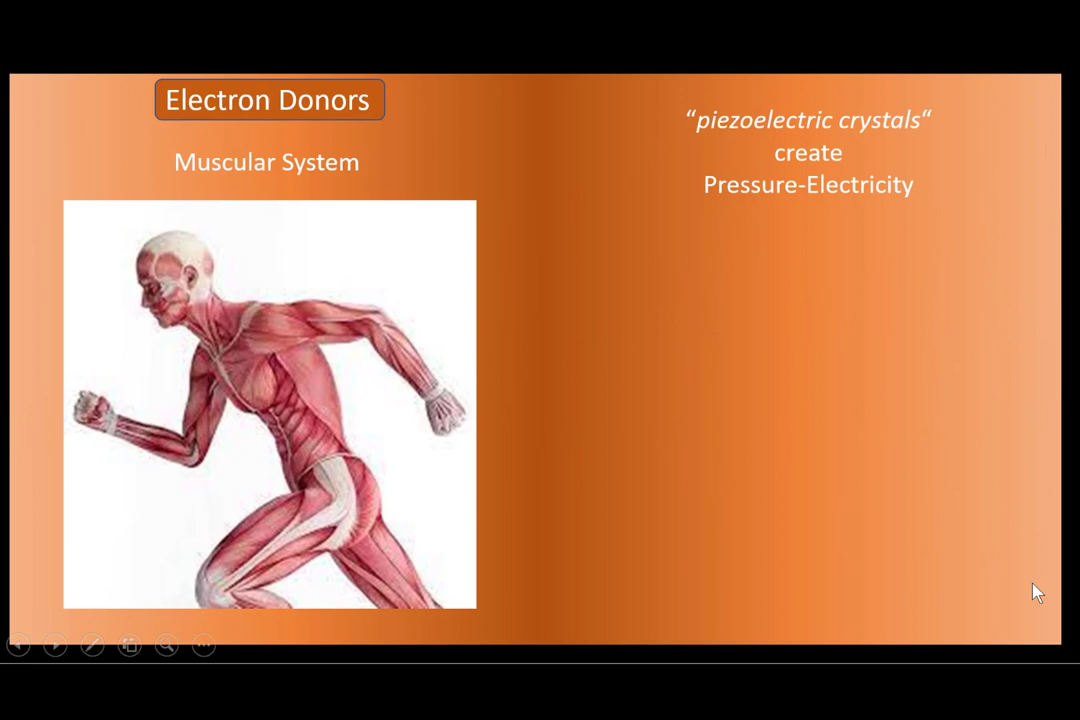 Electron Donors
Muscular System
“piezoelectric crystals“
create
Pressure-Electricity